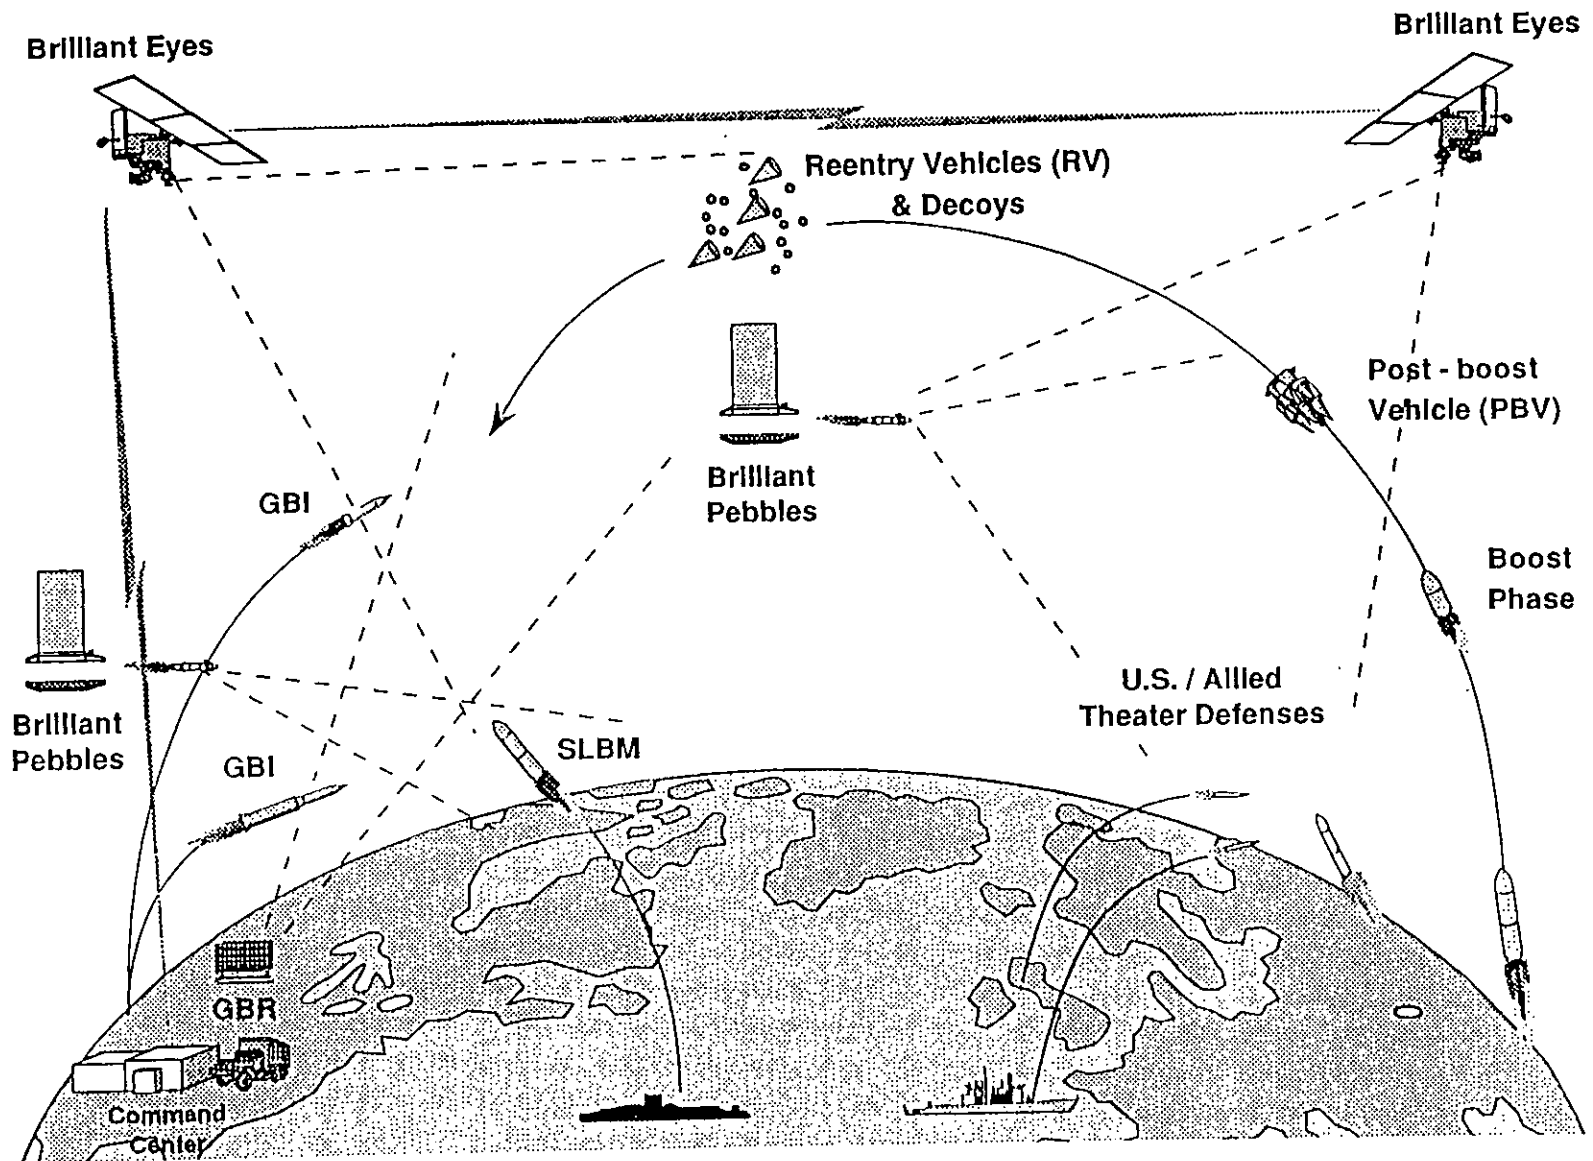 Brilliant Eyes
Brilliant Eyes
Reentry Vehicles (RV)
& Decoys
Post - boost
Vehicle (PBV)
Brilliant
Pebbles
GBI
Boost
Phase
U.S. / Allied
Theater Defenses
Brilliant
Pebbles
SLBM
GBI
GBR
Command
Center